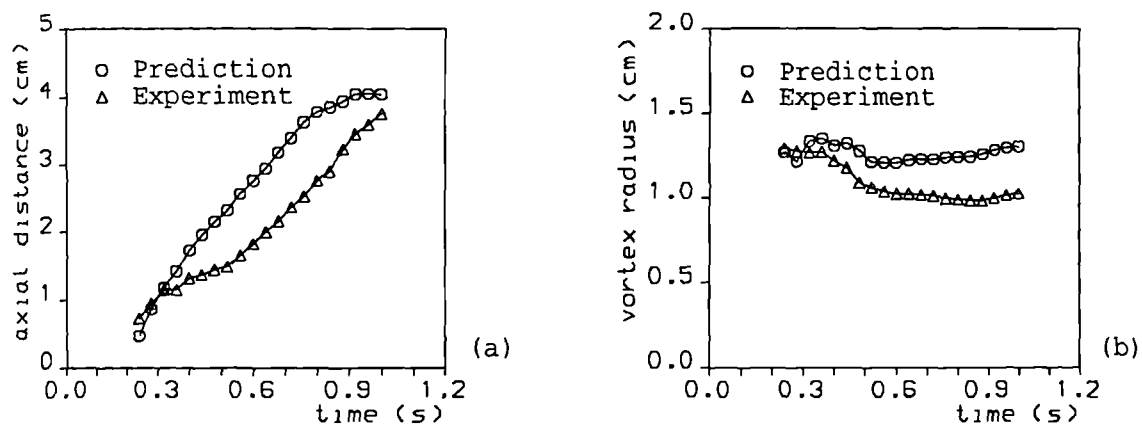 5
4
3
2
1
0
axial distance (cm)
Prediction
Experiment
0.0 0.3 0.6 0.9 1.2
time (s)
(a)
2.0
1.5
1.0
0.5
0.0
vortex radius (cm)
Prediction
Experiment
0.0 0.3 0.6 0.9 1.2
time (s)
(b)